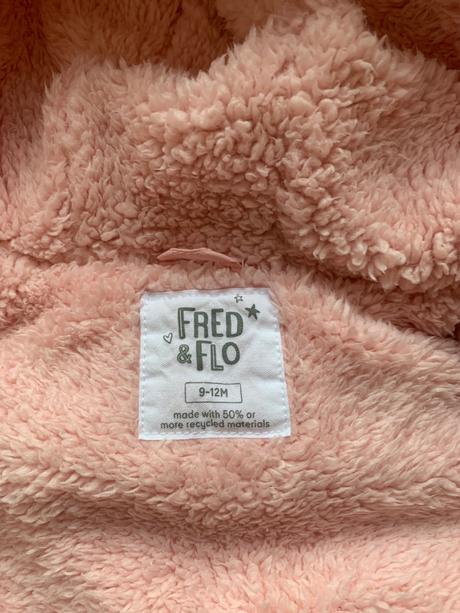 FRED
& FLO
9-12M
made with 50% or
more recycled materials